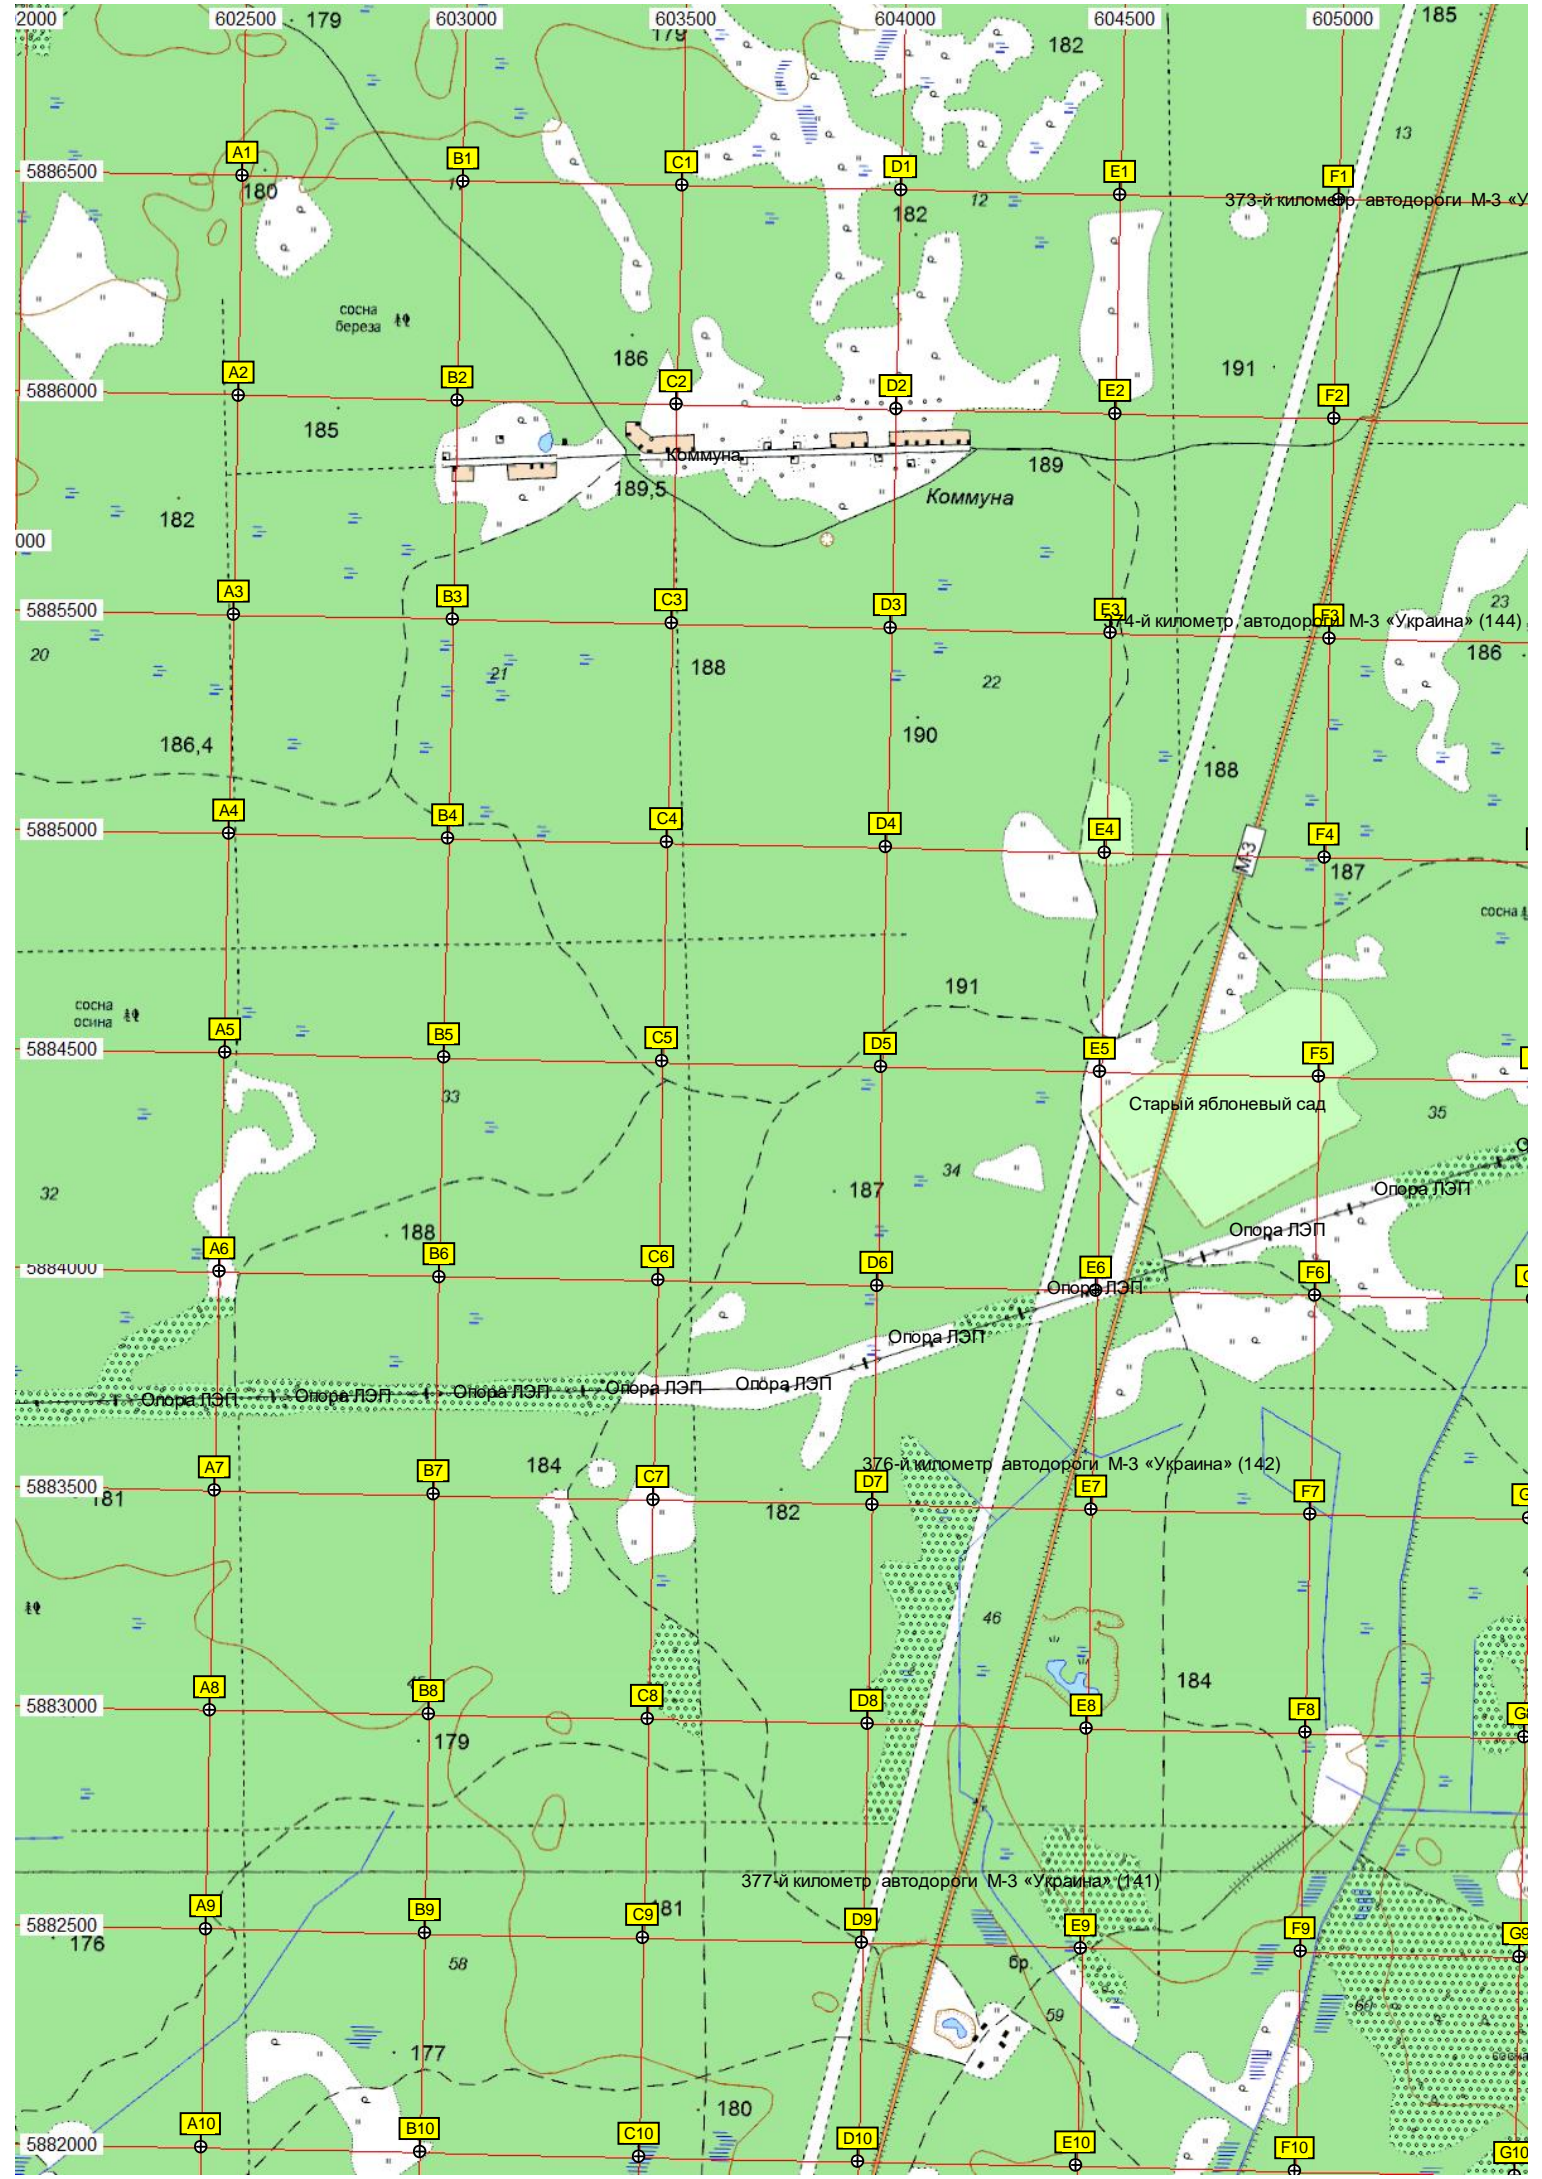 2000 602500 603000 603500 604000 604500 605000
179 179 182 185
13
A1 B1 C1 D1 E1 F1
5886500
180 182 12
373-й километр автодороги М-3 «У
сосна
береза
186 191
A2 B2 C2 D2 E2 F2
5886000
185
Коммуна
189
189,5 Коммуна
182
000
A3 B3 C3 D3 E3 F3
5885500
23
374-й километр автодороги М-3 «Украина» (144)
20 21 188 22 186
186,4 190 188
A4 B4 C4 D4 E4 F4
5885000
М-3
187
сосна
191
сосна
осина
A5 B5 C5 D5 E5 F5
5884500
33 Старый яблоневый сад 35
32 187 34 Опора ЛЭП
188 Опора ЛЭП
A6 B6 C6 D6 E6 F6
5884000
Опора ЛЭП
Опора ЛЭП
Опора ЛЭП Опора ЛЭП Опора ЛЭП Опора ЛЭП Опора ЛЭП
184 376-й километр автодороги М-3 «Украина» (142)
A7 B7 C7 D7 E7 F7 G
5883500
181 182
46
45 184
A8 B8 C8 D8 E8 F8 G8
5883000
179
377-й километр автодороги М-3 «Украина» (141)
A9 B9 C9 181 D9 E9 F9 G9
5882500
176 58 бр.
59 60
177
180
A10 B10 C10 D10 E10 F10 G10
5882000